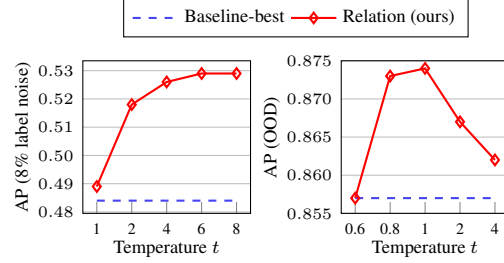 Baseline-best Relation (ours)
AP (8% label noise)
0.53
0.52
0.51
0.50
0.49
0.48
1 2 4 6 8
Temperature t
AP (OOD)
0.875
0.870
0.865
0.860
0.855
0.6 0.8 1 2 4
Temperature t